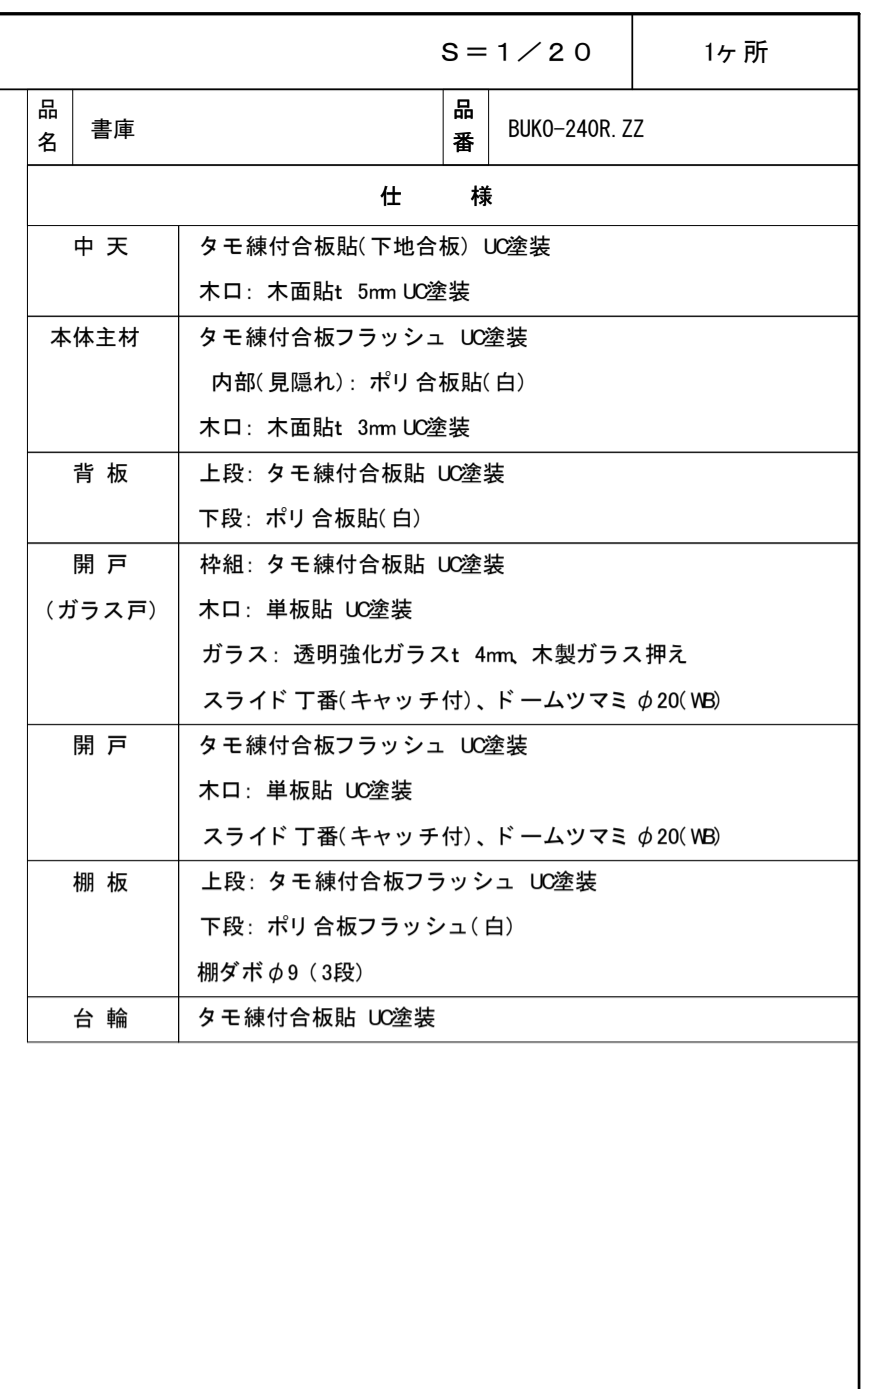 S＝1／20 1ヶ所
品名 書庫 品番 BUKO-240R.ZZ
仕 様
中 天 タモ練付合板貼(下地合板) UC塗装
木口: 木面貼t 5mm UC塗装
本体主材 タモ練付合板フラッシュ UC塗装
内部(見隠れ): ポリ合板貼(白)
木口: 木面貼t 3mm UC塗装
背 板 上段: タモ練付合板貼 UC塗装
下段: ポリ合板貼(白)
開 戸 枠組: タモ練付合板貼 UC塗装
(ガラス戸) 木口: 単板貼 UC塗装
ガラス: 透明強化ガラスt 4mm、木製ガラス押え
スライド丁番(キャッチ付)、ドームツマミφ20(WB)
開 戸 タモ練付合板フラッシュ UC塗装
木口: 単板貼 UC塗装
スライド丁番(キャッチ付)、ドームツマミφ20(WB)
棚 板 上段: タモ練付合板フラッシュ UC塗装
下段: ポリ合板フラッシュ(白)
棚ダボφ9 (3段)
台 輪 タモ練付合板貼 UC塗装